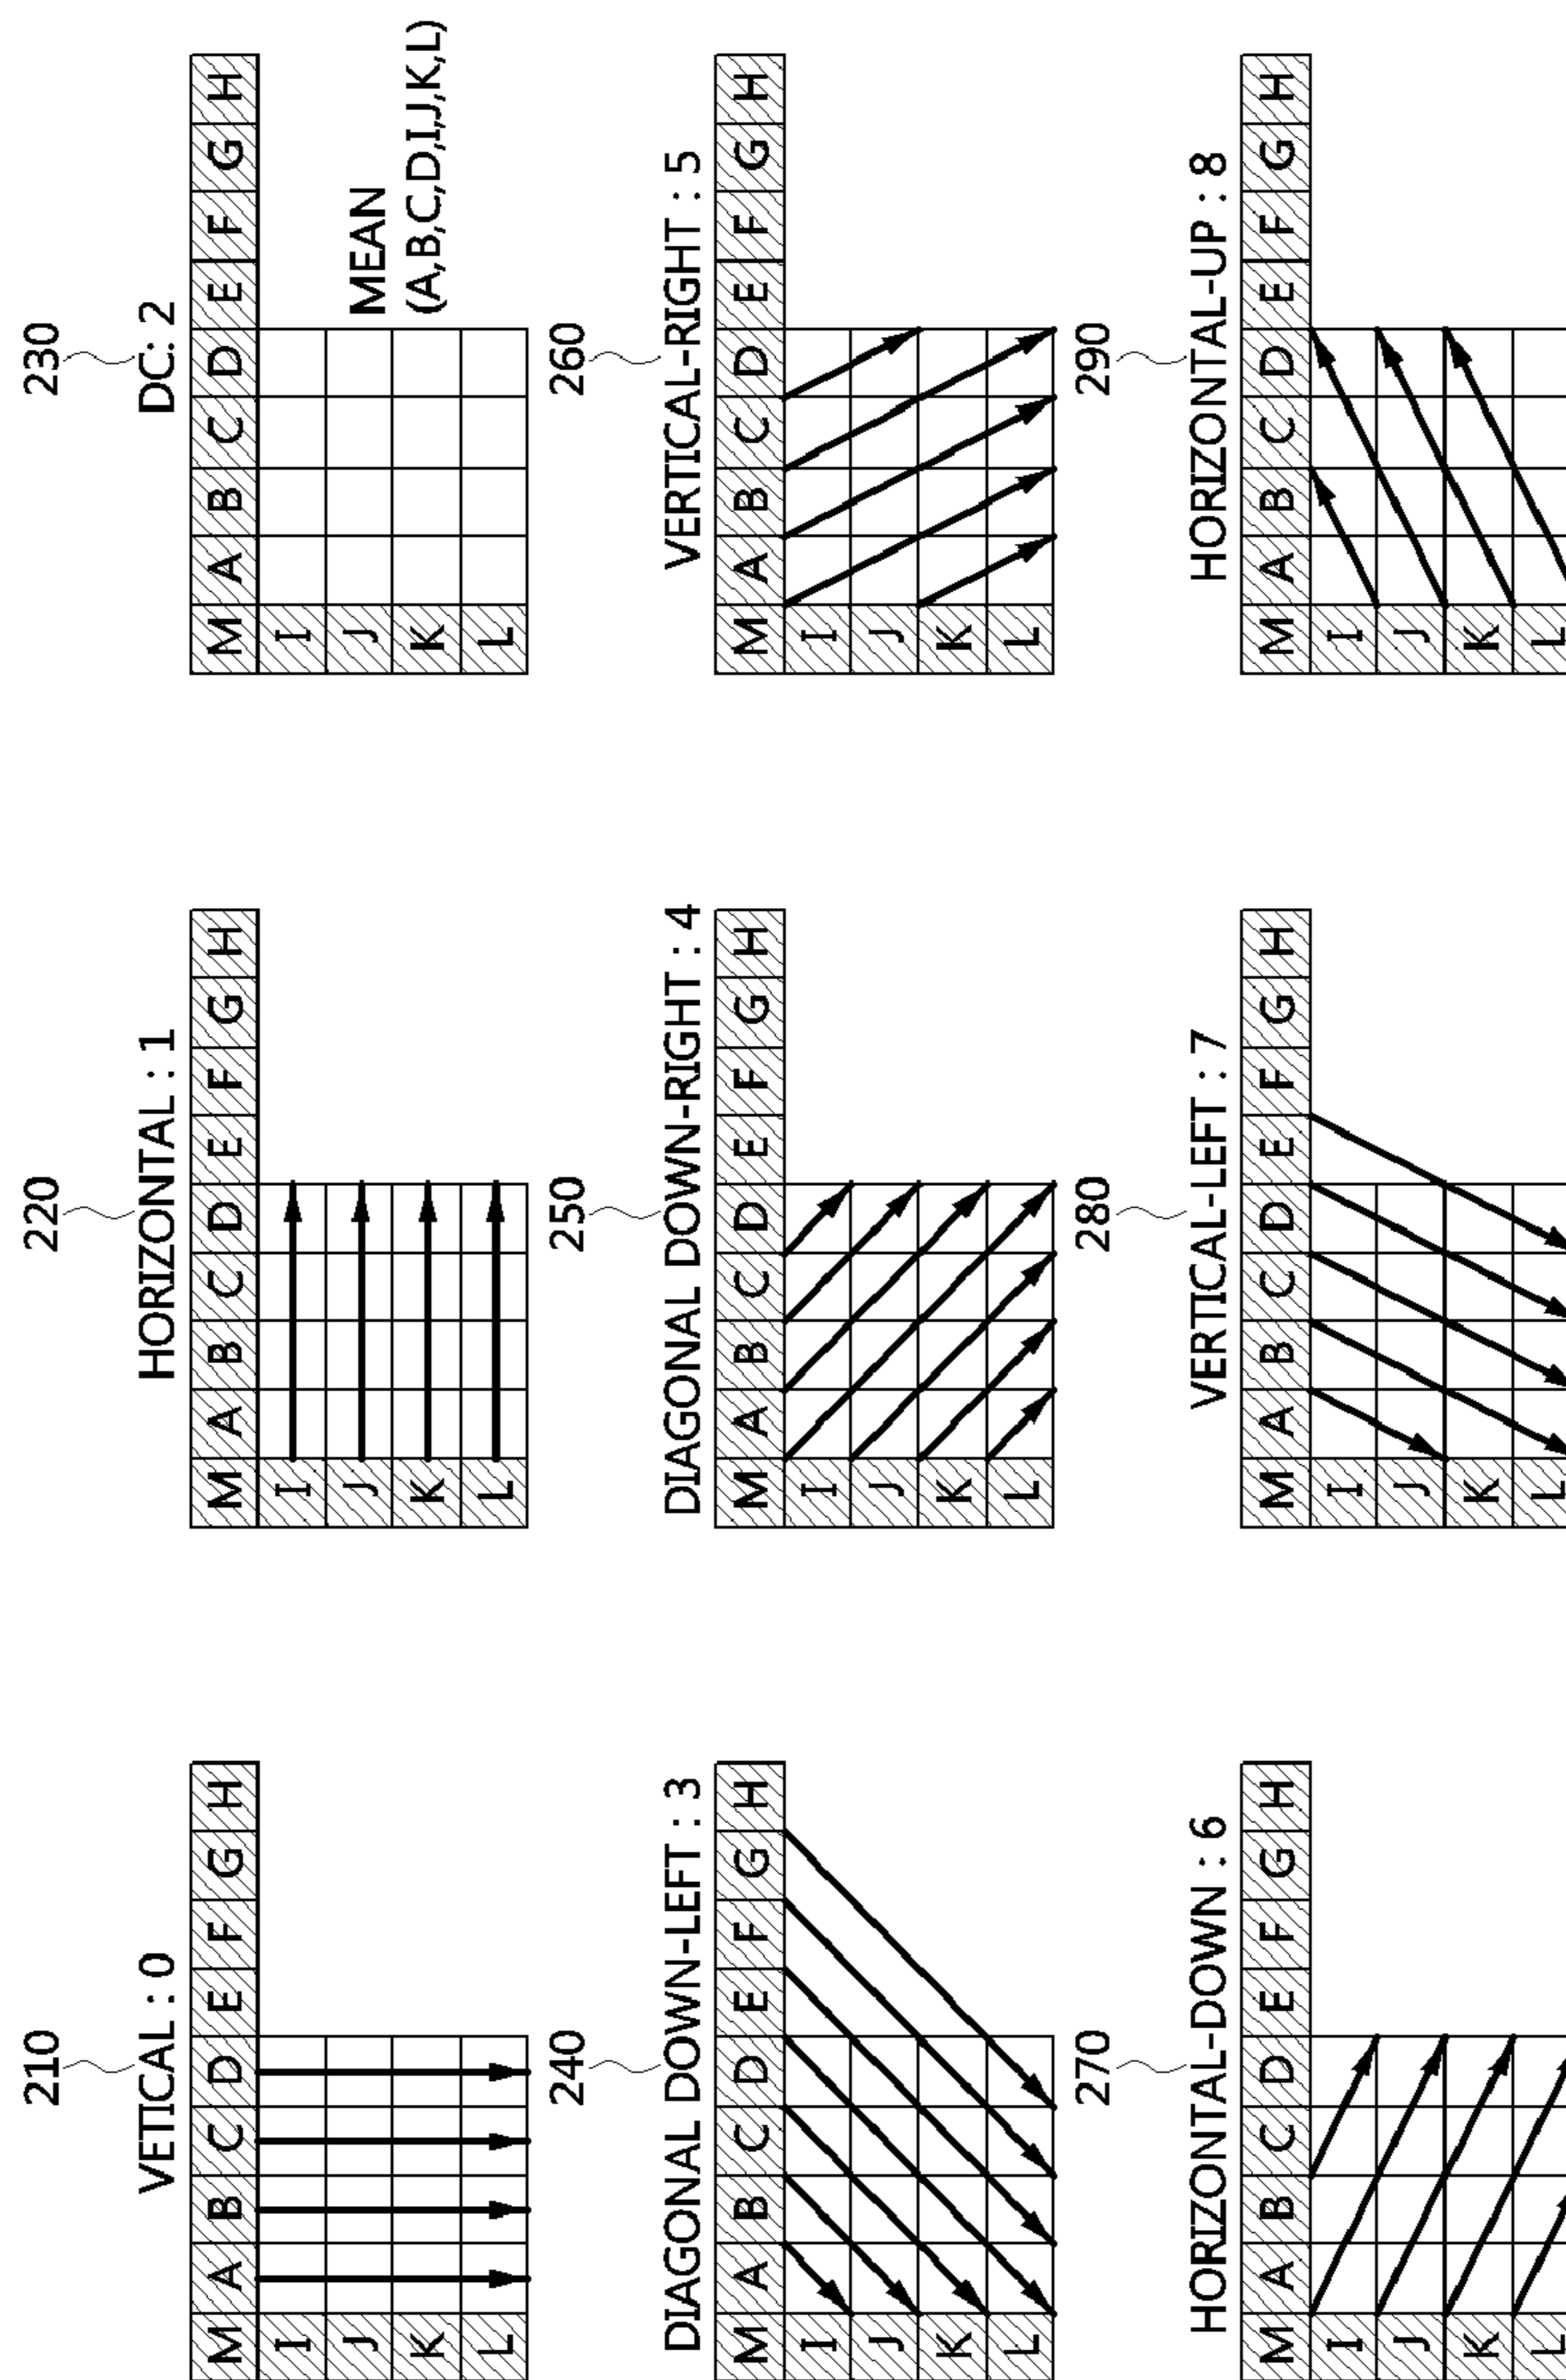 210
VETICAL : 0
M A B C D E F G H
I
J
K
L
220
HORIZONTAL : 1
M A B C D E F G H
I
J
K
L
230
DC: 2
M A B C D E F G H
I
J
K
L
MEAN
(A,B,C,D,I,J,K,L)
240
DIAGONAL DOWN-LEFT : 3
M A B C D E F G H
I
J
K
L
250
DIAGONAL DOWN-RIGHT : 4
M A B C D E F G H
I
J
K
L
260
VERTICAL-RIGHT : 5
M A B C D E F G H
I
J
K
L
270
HORIZONTAL-DOWN : 6
M A B C D E F G H
I
J
K
L
280
VERTICAL-LEFT : 7
M A B C D E F G H
I
J
K
L
290
HORIZONTAL-UP : 8
M A B C D E F G H
I
J
K
L